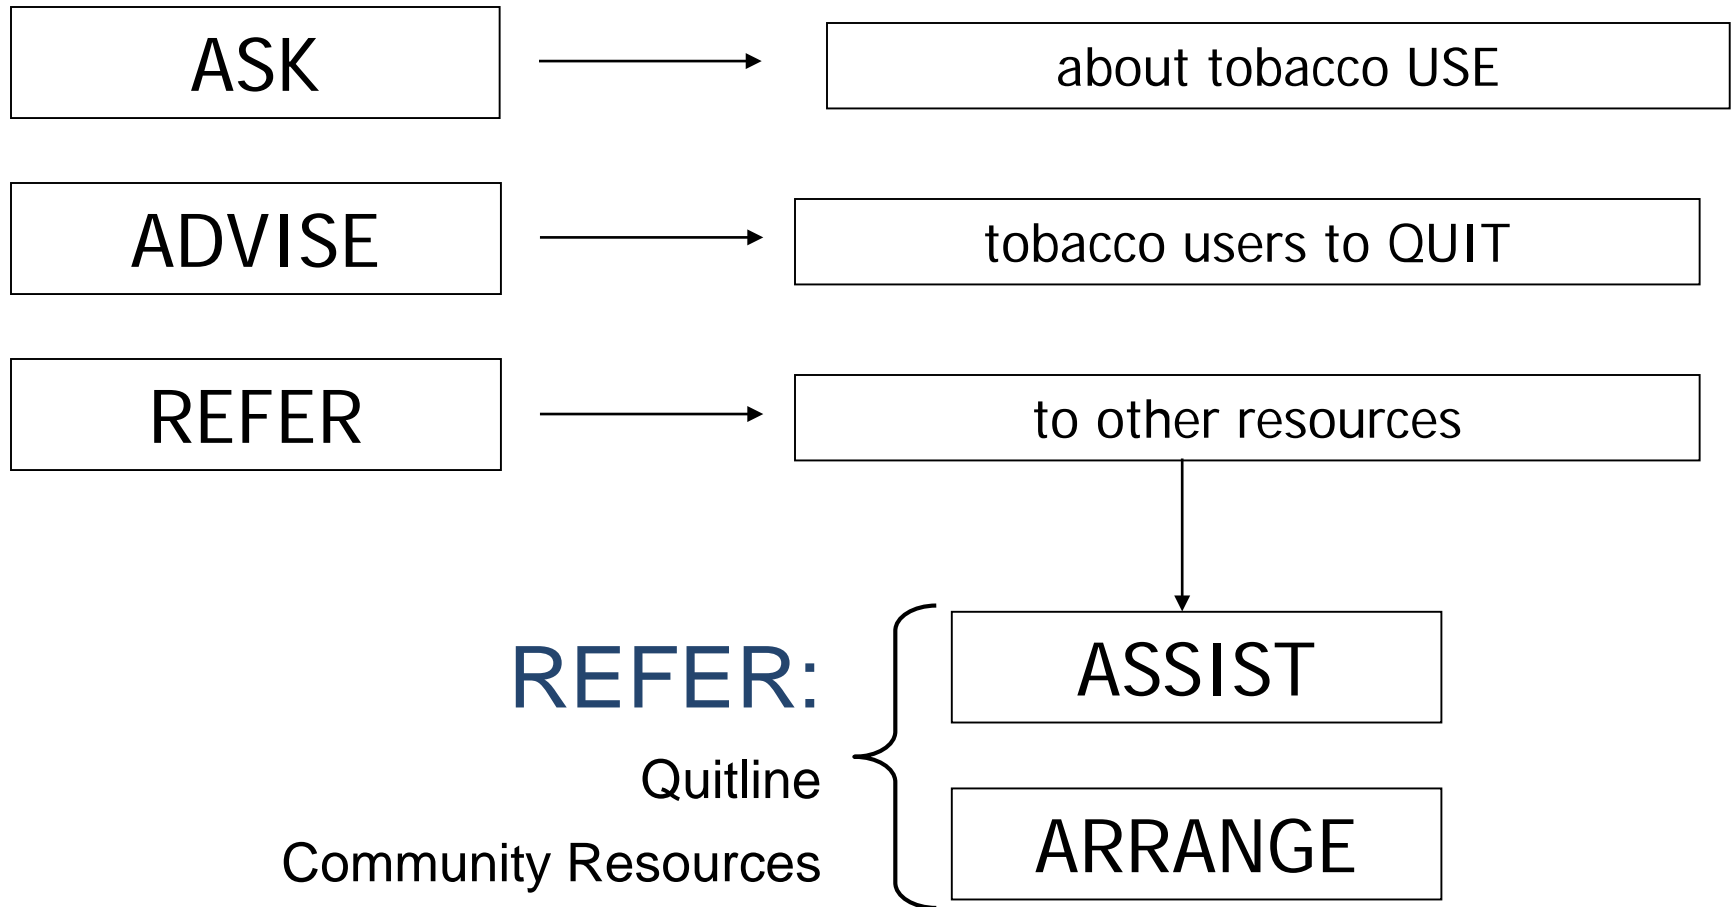 ASK
about tobacco USE
ADVISE
tobacco users to QUIT
REFER
to other resources
REFER:
Quitline
Community Resources
ASSIST
ARRANGE